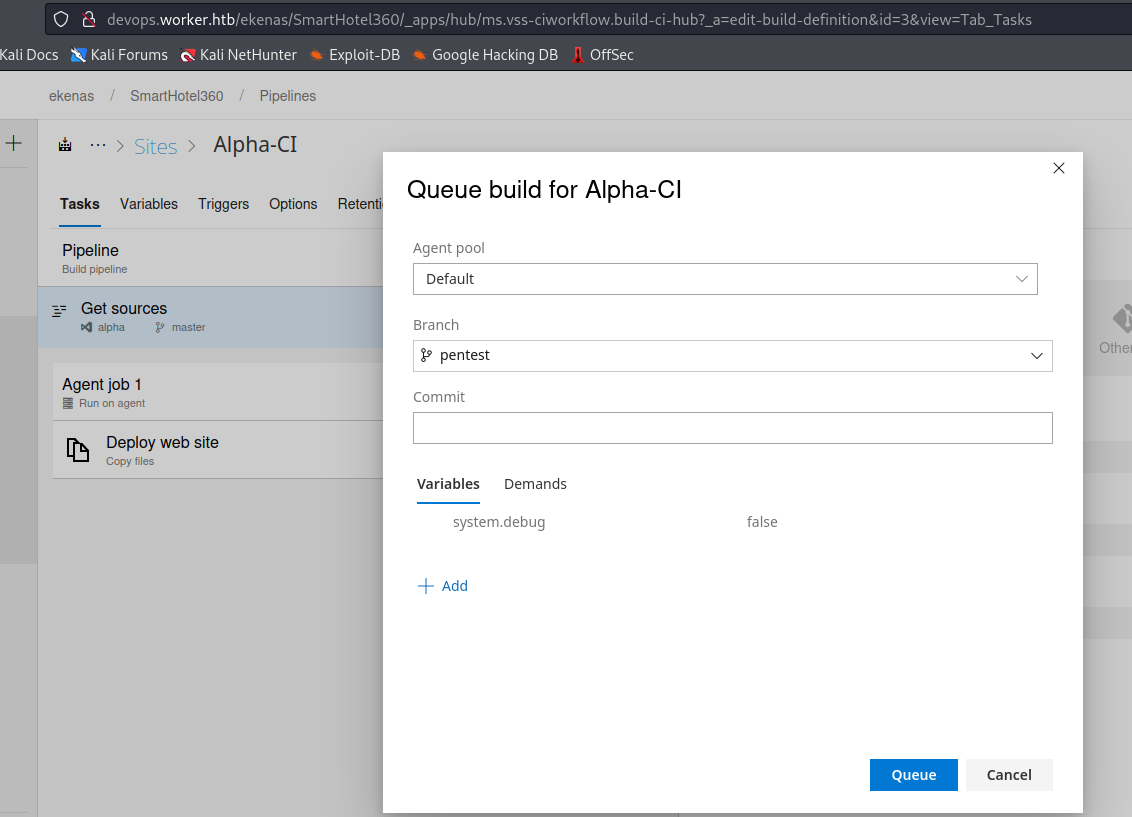 devops.worker.htb/ekenas/SmartHotel360/_apps/hub/ms.vss-ciworkflow.build-ci-hub?_a=edit-build-definition&id=3&view=Tab_Tasks
Kali Docs Kali Forums Kali NetHunter Exploit-DB Google Hacking DB OffSec
ekenas / SmartHotel360 / Pipelines
··· > Sites > Alpha-CI
Tasks Variables Triggers Options Retenti
Pipeline
Build pipeline
Get sources
alpha master
Agent job 1
Run on agent
Deploy web site
Copy files
Queue build for Alpha-CI
Agent pool
Default
Branch
pentest
Commit
Variables Demands
system.debug false
+ Add
Queue Cancel
Other